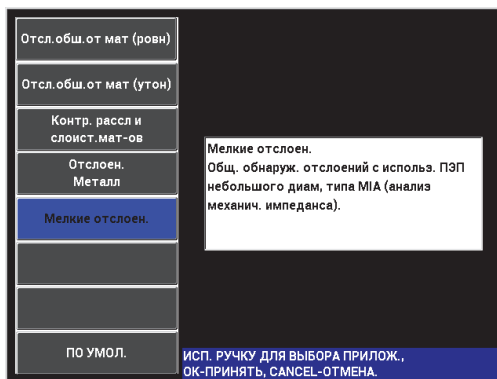 Отсл.обш.от мат (ровн)
Отсл.обш.от мат (утон)
Контр. рассл и
слоист.мат-ов
Отслоен.
Металл
Мелкие отслоен.
ПО УМОЛ.
Мелкие отслоен.
Общ. обнаруж. отслоений с использ. ПЭП
небольшого диам, типа MIA (анализ
механич. импеданса).
ИСП. РУЧКУ ДЛЯ ВЫБОРА ПРИЛОЖ.,
ОК-ПРИНЯТЬ, CANCEL-ОТМЕНА.